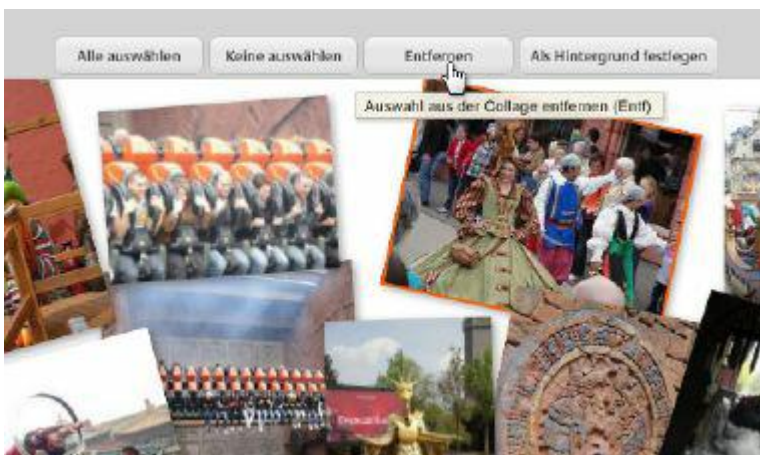 Alle auswählen
Keine auswählen
Entfernen
Als Hintergrund festlegen
Auswahl aus der Collage entfernen (Entf)